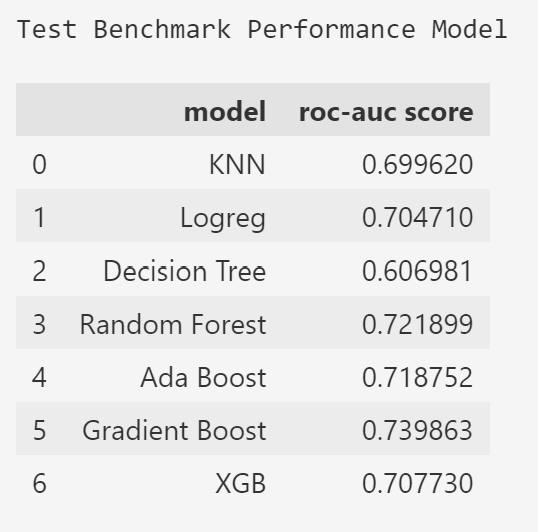 Test Benchmark Performance Model
model roc-auc score
0 KNN 0.699620
1 Logreg 0.704710
2 Decision Tree 0.606981
3 Random Forest 0.721899
4 Ada Boost 0.718752
5 Gradient Boost 0.739863
6 XGB 0.707730